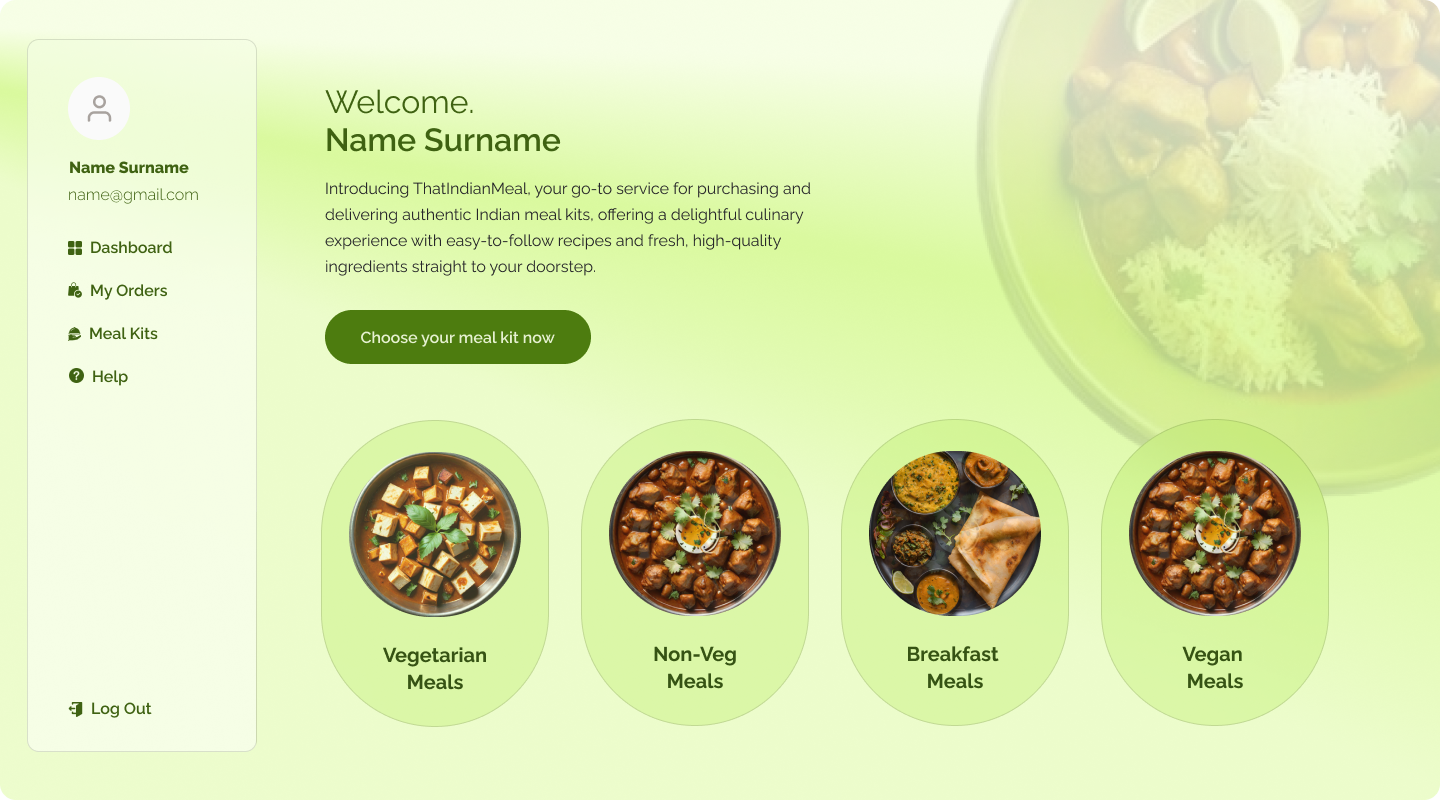 Name Surname
name@gmail.com
Dashboard
My Orders
Meal Kits
Help
Log Out
Welcome.
Name Surname
Introducing ThatIndianMeal, your go-to service for purchasing and
delivering authentic Indian meal kits, offering a delightful culinary
experience with easy-to-follow recipes and fresh, high-quality
ingredients straight to your doorstep.
Choose your meal kit now
Vegetarian
Meals
Non-Veg
Meals
Breakfast
Meals
Vegan
Meals